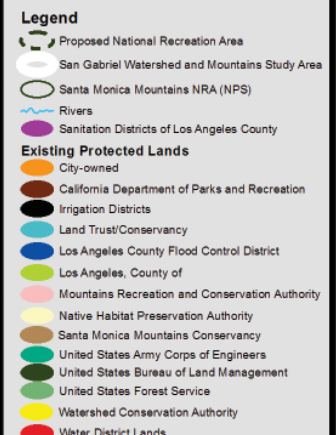 Legend
Proposed National Recreation Area
San Gabriel Watershed and Mountains Study Area
Santa Monica Mountains NRA (NPS)
Rivers
Sanitation Districts of Los Angeles County
Existing Protected Lands
City-owned
California Department of Parks and Recreation
Irrigation Districts
Land Trust/Conservancy
Los Angeles County Flood Control District
Los Angeles, County of
Mountains Recreation and Conservation Authority
Native Habitat Preservation Authority
Santa Monica Mountains Conservancy
United States Army Corps of Engineers
United States Bureau of Land Management
United States Forest Service
Watershed Conservation Authority
Water District Lands